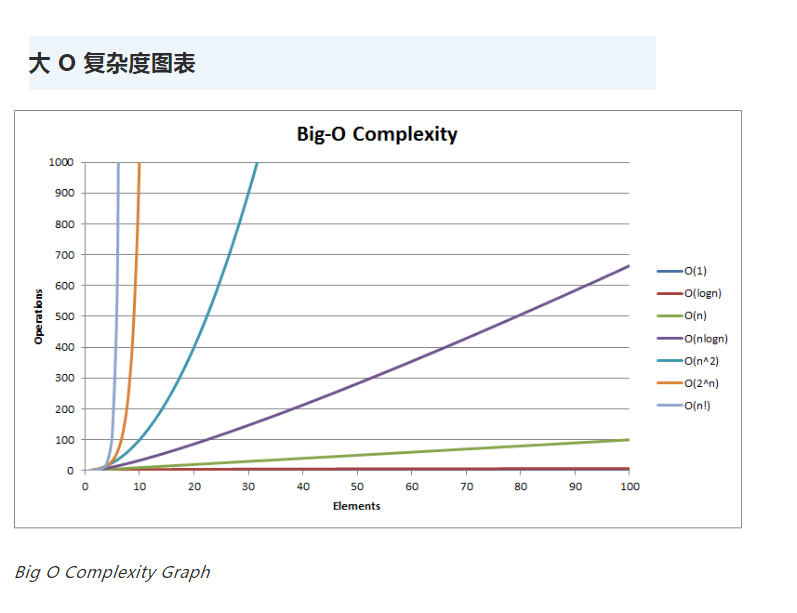 大 O 复杂度图表
Big-O Complexity
1000
900
800
700
600
500
400
300
200
100
0
Operations
0 10 20 30 40 50 60 70 80 90 100
Elements
O(1)
O(logn)
O(n)
O(nlogn)
O(n^2)
O(2^n)
O(n!)
Big O Complexity Graph